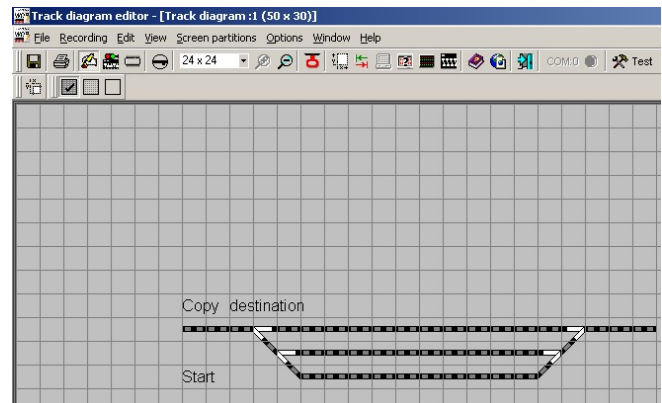 Track diagram editor - [Track diagram :1 (50 x 30)]
File Recording Edit View Screen partitions Options Window Help
24 x 24 COM:0 Test
Copy destination
Start